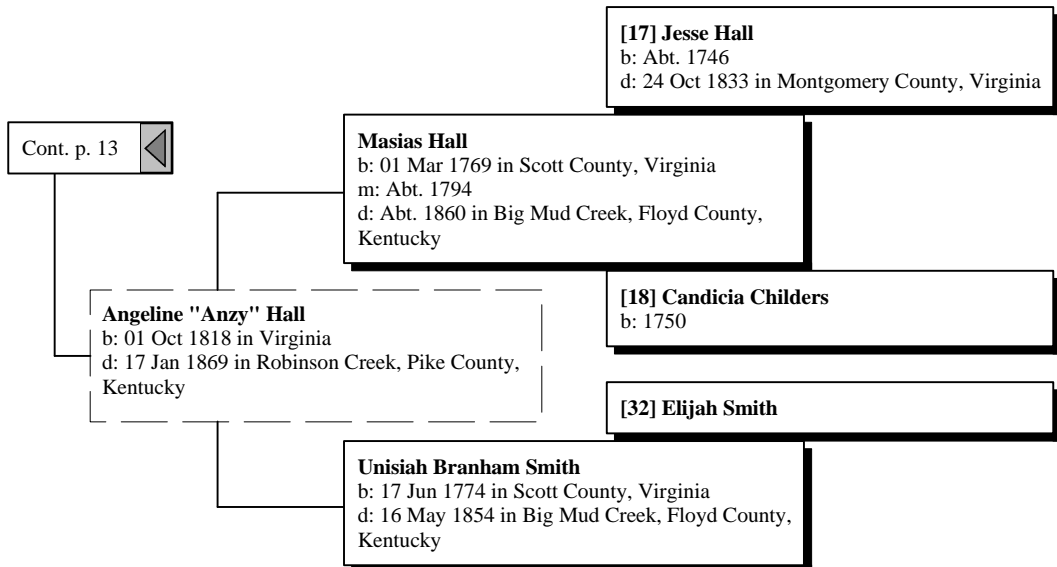 [17] Jesse Hall
b: Abt. 1746
d: 24 Oct 1833 in Montgomery County, Virginia
Cont. p. 13
Masias Hall
b: 01 Mar 1769 in Scott County, Virginia
m: Abt. 1794
d: Abt. 1860 in Big Mud Creek, Floyd County,
Kentucky
[18] Candicia Childers
b: 1750
Angeline "Anzy" Hall
b: 01 Oct 1818 in Virginia
d: 17 Jan 1869 in Robinson Creek, Pike County,
Kentucky
[32] Elijah Smith
Unisiah Branham Smith
b: 17 Jun 1774 in Scott County, Virginia
d: 16 May 1854 in Big Mud Creek, Floyd County,
Kentucky